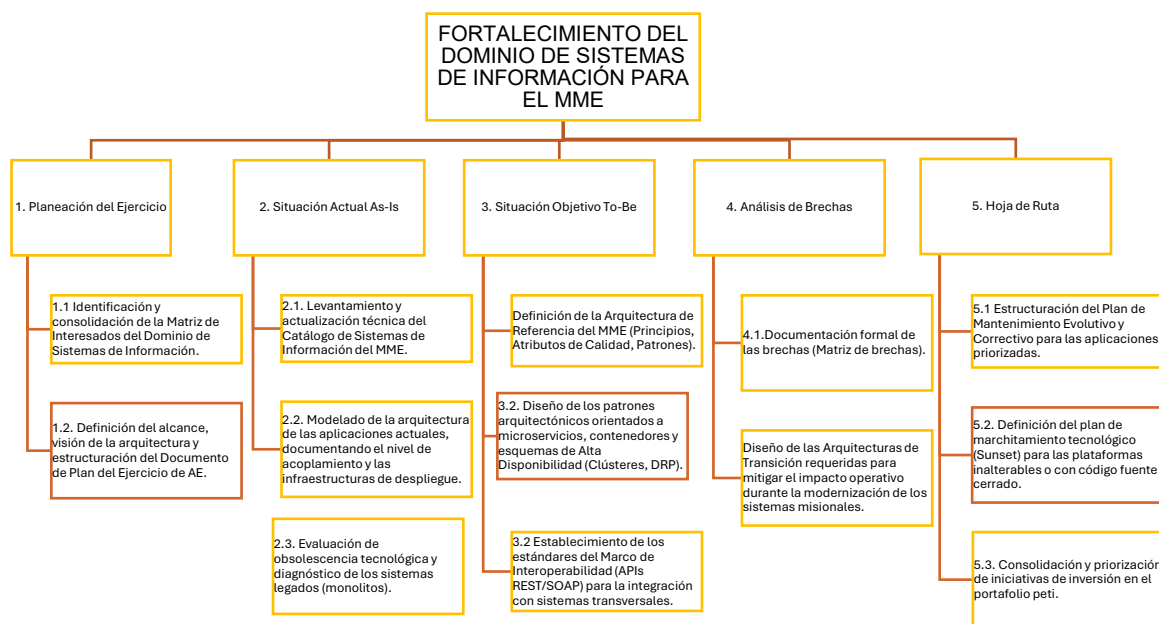 FORTALECIMIENTO DEL
DOMINIO DE SISTEMAS
DE INFORMACIÓN PARA
EL MME
1. Planeación del Ejercicio
2. Situación Actual As-Is
3. Situación Objetivo To-Be
4. Análisis de Brechas
5. Hoja de Ruta
1.1 Identificación y
consolidación de la Matriz de
Interesados del Dominio de
Sistemas de Información.
1.2. Definición del alcance,
visión de la arquitectura y
estructuración del Documento
de Plan del Ejercicio de AE.
2.1. Levantamiento y
actualización técnica del
Catálogo de Sistemas de
Información del MME.
2.2. Modelado de la arquitectura
de las aplicaciones actuales,
documentando el nivel de
acoplamiento y las
infraestructuras de despliegue.
2.3. Evaluación de
obsolescencia tecnológica y
diagnóstico de los sistemas
legados (monolitos).
Definición de la Arquitectura de
Referencia del MME (Principios,
Atributos de Calidad, Patrones).
3.2. Diseño de los patrones
arquitectónicos orientados a
microservicios, contenedores y
esquemas de Alta
Disponibilidad (Clústeres, DRP).
3.2 Establecimiento de los
estándares del Marco de
Interoperabilidad (APIs
REST/SOAP) para la integración
con sistemas transversales.
4.1.Documentación formal de
las brechas (Matriz de brechas).
Diseño de las Arquitecturas de
Transición requeridas para
mitigar el impacto operativo
durante la modernización de los
sistemas misionales.
5.1 Estructuración del Plan de
Mantenimiento Evolutivo y
Correctivo para las aplicaciones
priorizadas.
5.2. Definición del plan de
marchitamiento tecnológico
(Sunset) para las plataformas
inalterables o con código fuente
cerrado.
5.3. Consolidación y priorización
de iniciativas de inversión en el
portafolio peti.